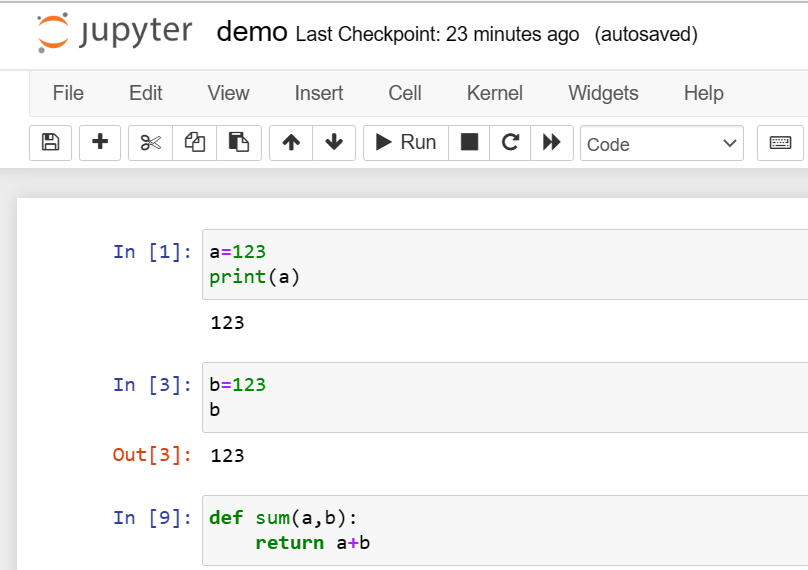 jupyter demo Last Checkpoint: 23 minutes ago (autosaved)
File Edit View Insert Cell Kernel Widgets Help
Run Code
In [1]: a=123
print(a)
123
In [3]: b=123
b
Out[3]: 123
In [9]: def sum(a,b):
    return a+b